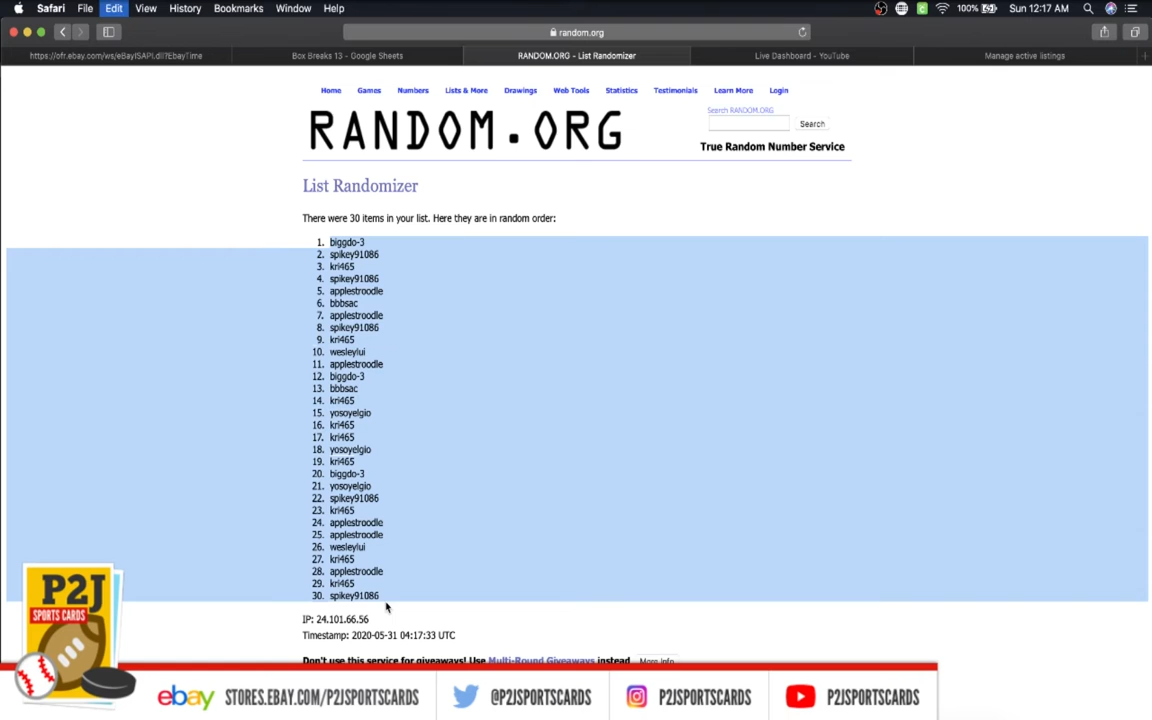 Safari File Edit View History Bookmarks Window Help 100% Sun 12:17 AM
random.org
https://ofr.ebay.com/ws/eBayISAPI.dll?EbayTime Box Breaks 13 - Google Sheets RANDOM.ORG - List Randomizer Live Dashboard - YouTube Manage active listings
Home Games Numbers Lists & More Drawings Web Tools Statistics Testimonials Learn More Login
Search RANDOM.ORG
RANDOM.ORG
Search
True Random Number Service
List Randomizer
There were 30 items in your list. Here they are in random order:
1. biggdo-3
2. spikey91086
3. kri465
4. spikey91086
5. applestroodle
6. bbbsac
7. applestroodle
8. spikey91086
9. kri465
10. wesleylui
11. applestroodle
12. biggdo-3
13. bbbsac
14. kri465
15. yosoyelgio
16. kri465
17. kri465
18. yosoyelgio
19. kri465
20. biggdo-3
21. yosoyelgio
22. spikey91086
23. kri465
24. applestroodle
25. applestroodle
26. wesleylui
27. kri465
28. applestroodle
29. kri465
30. spikey91086
IP: 24.101.66.56
Timestamp: 2020-05-31 04:17:33 UTC
Don't use this service for giveaways! Use Multi-Round Giveaways instead More Info
P2J
SPORTS CARDS
ebay STORES.EBAY.COM/P2JSPORTSCARDS @P2JSPORTSCARDS P2JSPORTSCARDS P2JSPORTSCARDS